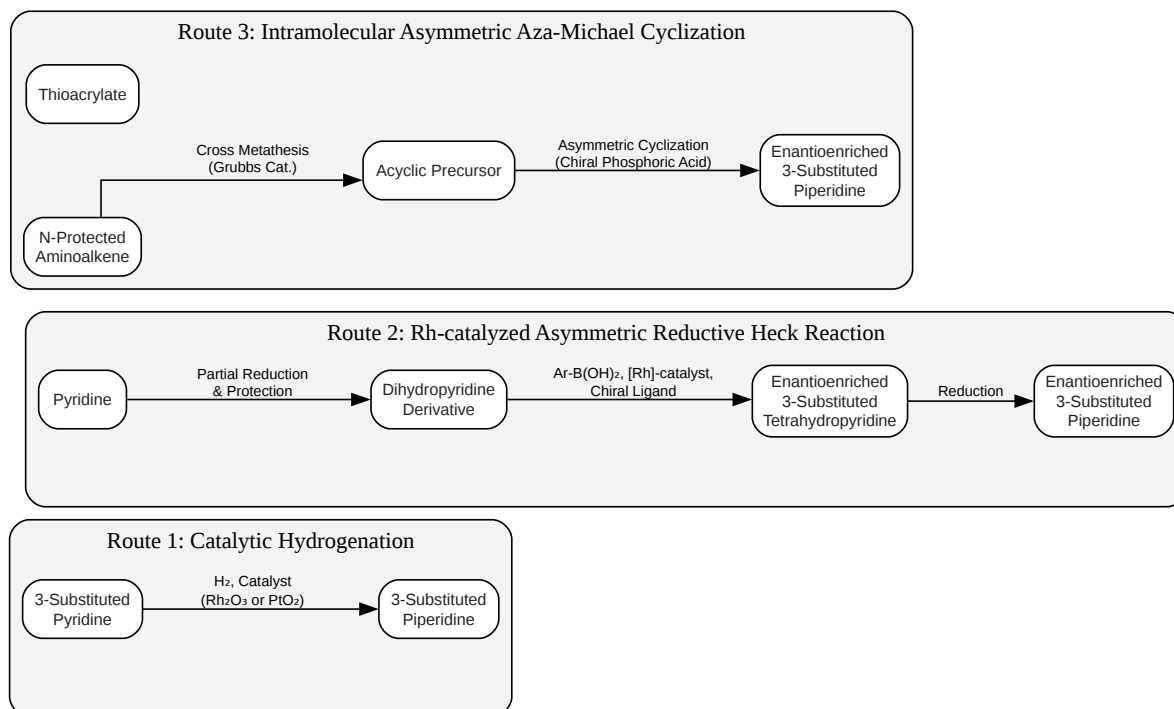 Route 3: Intramolecular Asymmetric Aza-Michael Cyclization
Thioacrylate
Cross Metathesis
(Grubbs Cat.)
Acyclic Precursor
Asymmetric Cyclization
(Chiral Phosphoric Acid)
Enantioenriched
3-Substituted
Piperidine
N-Protected
Aminoalkene
Route 2: Rh-catalyzed Asymmetric Reductive Heck Reaction
Pyridine
Partial Reduction
& Protection
Dihydropyridine
Derivative
Ar-B(OH)₂, [Rh]-catalyst,
Chiral Ligand
Enantioenriched
3-Substituted
Tetrahydropyridine
Reduction
Enantioenriched
3-Substituted
Piperidine
Route 1: Catalytic Hydrogenation
3-Substituted
Pyridine
H₂, Catalyst
(Rh₂O₃ or PtO₂)
3-Substituted
Piperidine